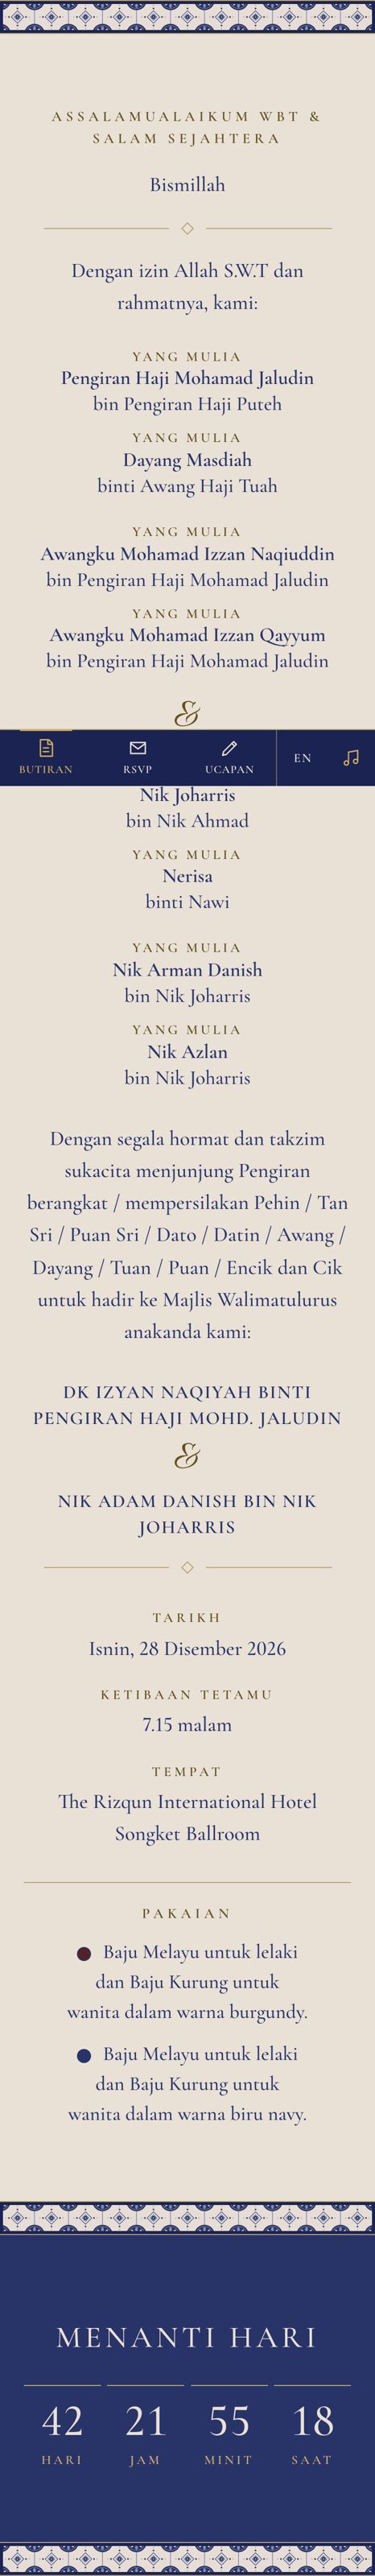 ASSALAMUALAIKUM WBT &
SALAM SEJAHTERA
Bismillah
Dengan izin Allah S.W.T dan
rahmatnya, kami:
YANG MULIA
Pengiran Haji Mohamad Jaludin
bin Pengiran Haji Puteh
YANG MULIA
Dayang Masdiah
binti Awang Haji Tuah
YANG MULIA
Awangku Mohamad Izzan Naqiuddin
bin Pengiran Haji Mohamad Jaludin
YANG MULIA
Awangku Mohamad Izzan Qayyum
bin Pengiran Haji Mohamad Jaludin
&
BUTIRAN RSVP UCAPAN EN
Nik Joharris
bin Nik Ahmad
YANG MULIA
Nerisa
binti Nawi
YANG MULIA
Nik Arman Danish
bin Nik Joharris
YANG MULIA
Nik Azlan
bin Nik Joharris
Dengan segala hormat dan takzim
sukacita menjunjung Pengiran
berangkat / mempersilakan Pehin / Tan
Sri / Puan Sri / Dato / Datin / Awang /
Dayang / Tuan / Puan / Encik dan Cik
untuk hadir ke Majlis Walimatulurus
anakanda kami:
DK IZYAN NAQIYAH BINTI
PENGIRAN HAJI MOHD. JALUDIN
&
NIK ADAM DANISH BIN NIK
JOHARRIS
TARIKH
Isnin, 28 Disember 2026
KETIBAAN TETAMU
7.15 malam
TEMPAT
The Rizqun International Hotel
Songket Ballroom
PAKAIAN
Baju Melayu untuk lelaki
dan Baju Kurung untuk
wanita dalam warna burgundy.
Baju Melayu untuk lelaki
dan Baju Kurung untuk
wanita dalam warna biru navy.
MENANTI HARI
42 21 55 18
HARI JAM MINIT SAAT